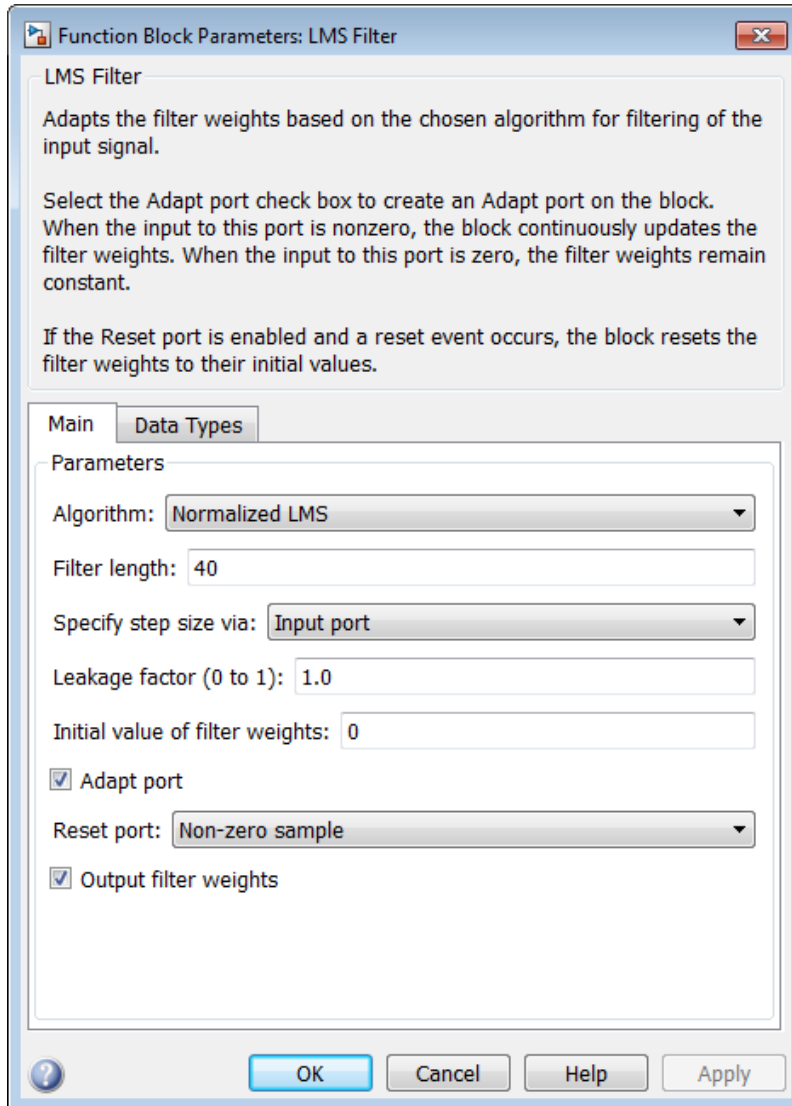 Function Block Parameters: LMS Filter
LMS Filter
Adapts the filter weights based on the chosen algorithm for filtering of the
input signal.
Select the Adapt port check box to create an Adapt port on the block.
When the input to this port is nonzero, the block continuously updates the
filter weights. When the input to this port is zero, the filter weights remain
constant.
If the Reset port is enabled and a reset event occurs, the block resets the
filter weights to their initial values.
Main Data Types
Parameters
Algorithm: Normalized LMS
Filter length: 40
Specify step size via: Input port
Leakage factor (0 to 1): 1.0
Initial value of filter weights: 0
Adapt port
Reset port: Non-zero sample
Output filter weights
? OK Cancel Help Apply